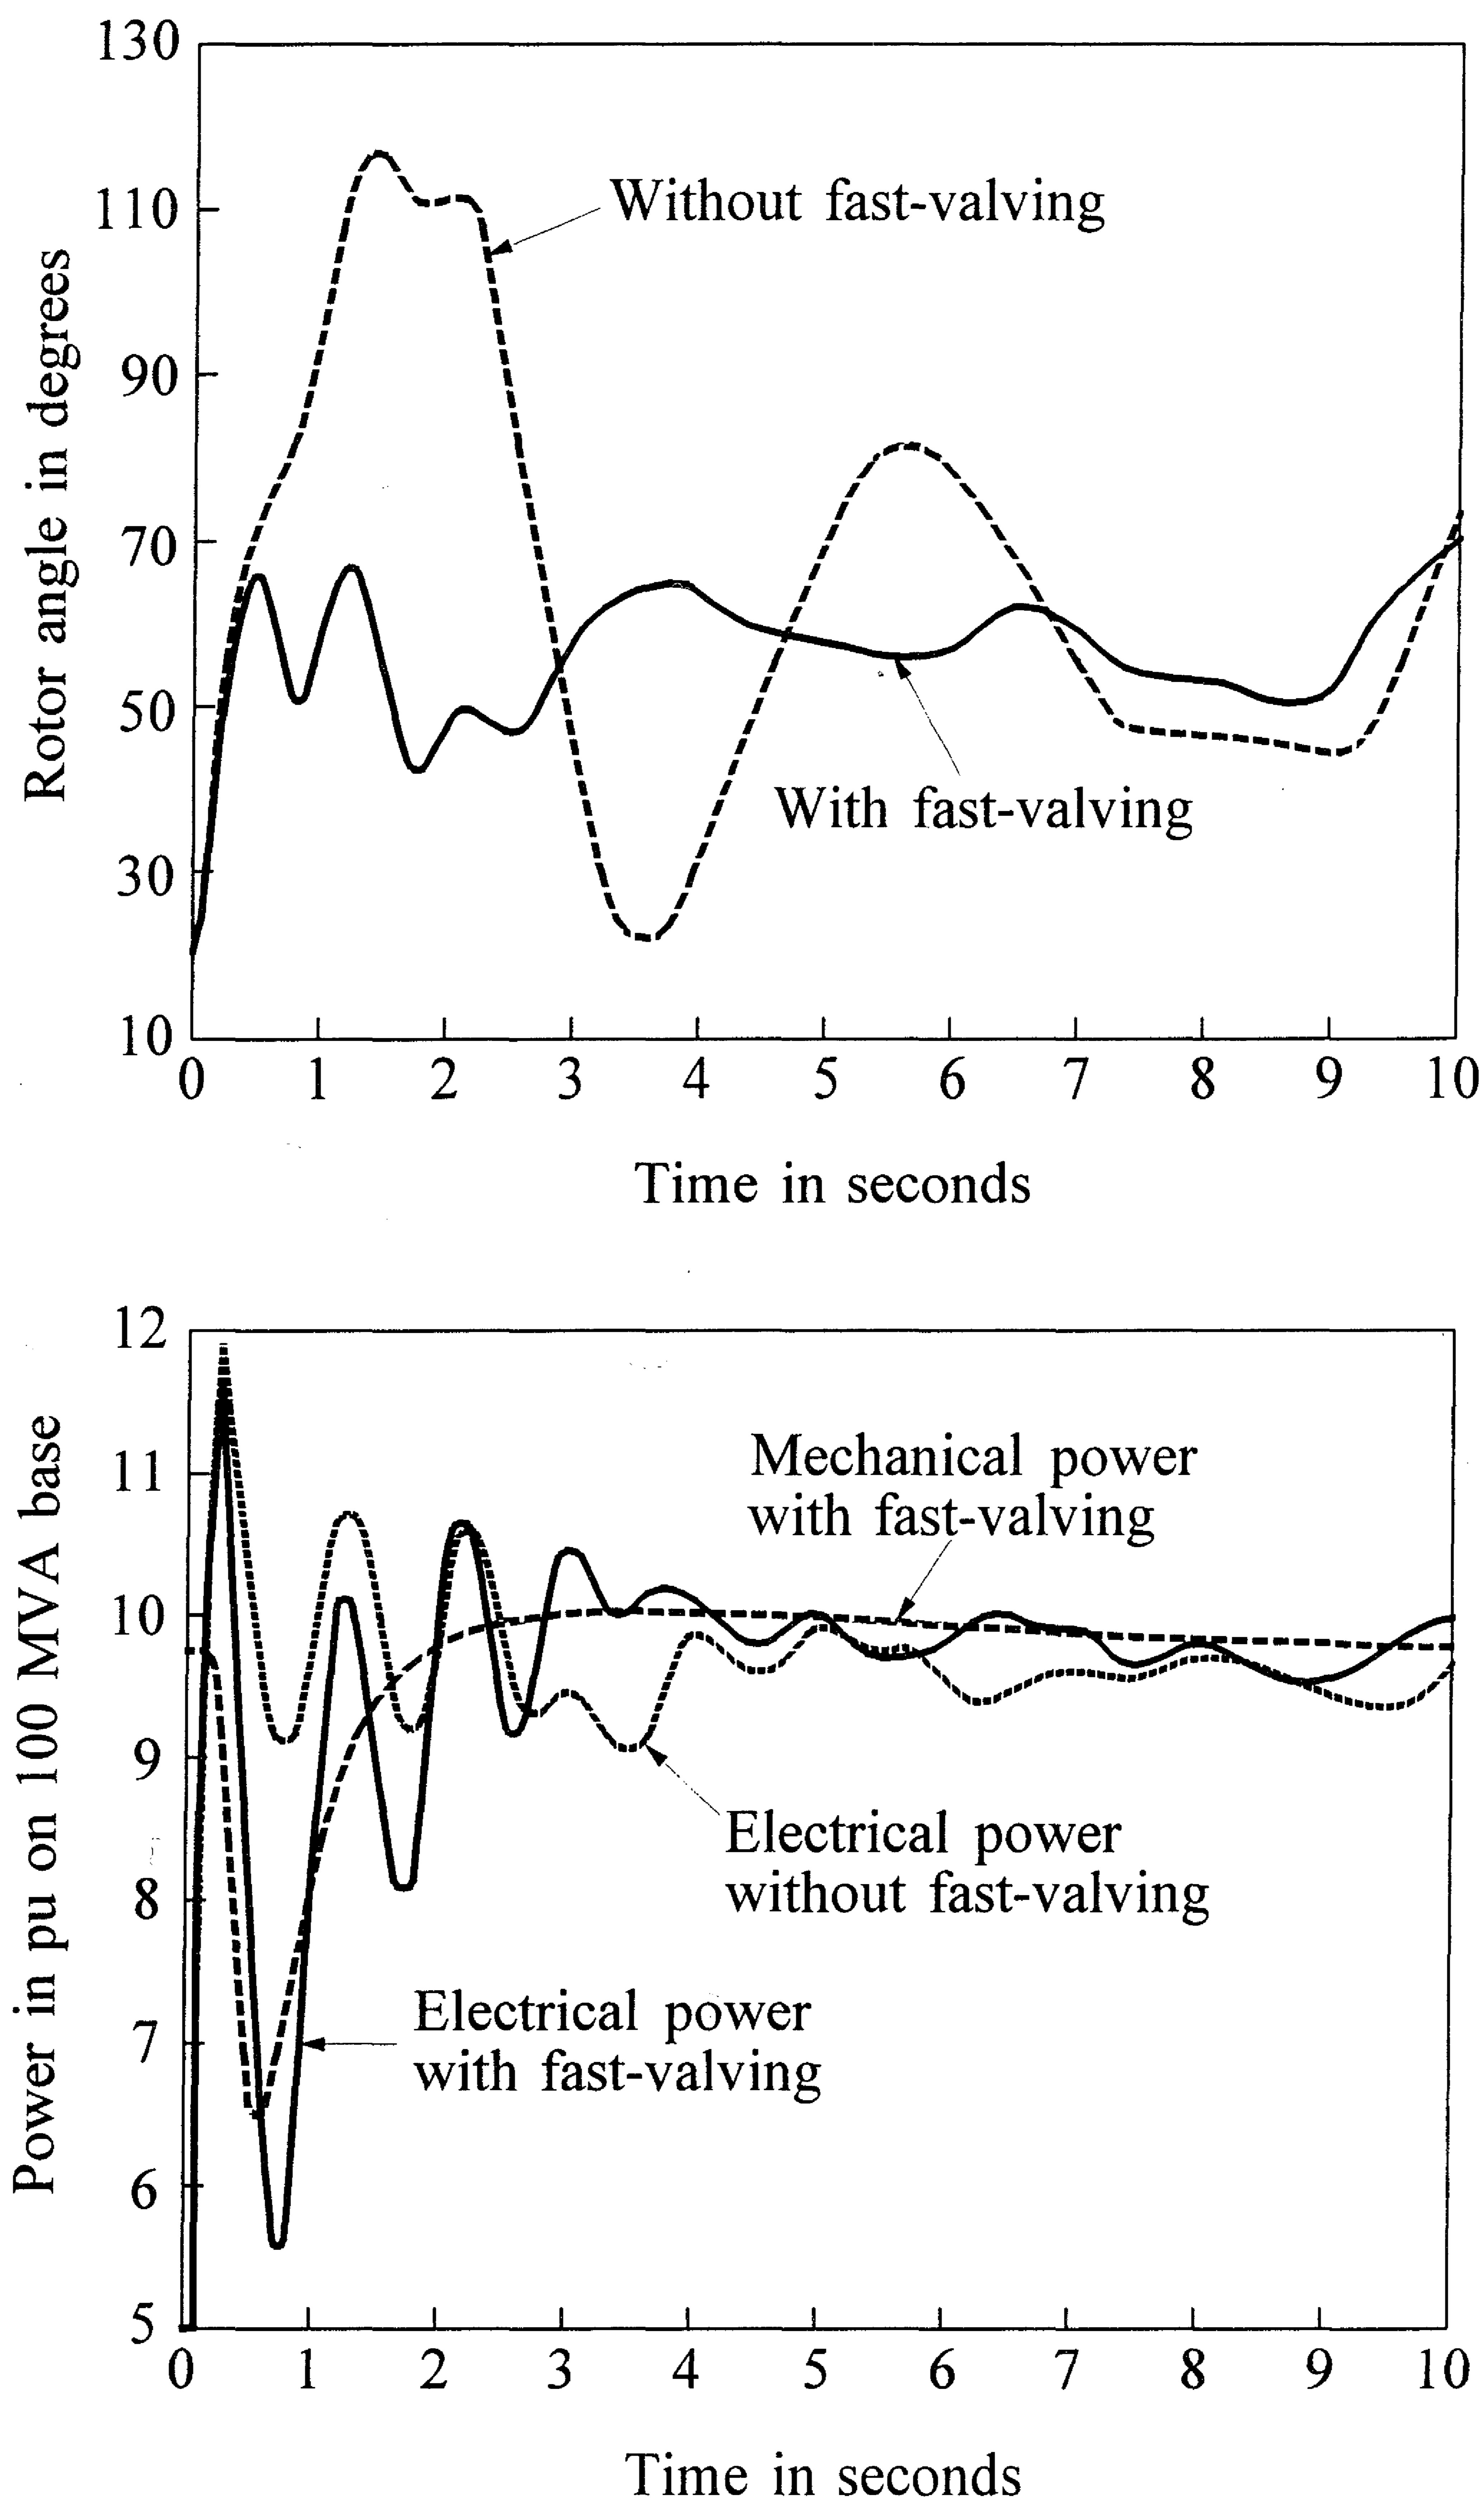 130
110
90
70
50
30
10
Rotor angle in degrees
Without fast-valving
With fast-valving
0 1 2 3 4 5 6 7 8 9 10
Time in seconds
12
11
10
9
8
7
6
5
Power in pu on 100 MVA base
Mechanical power
with fast-valving
Electrical power
without fast-valving
Electrical power
with fast-valving
0 1 2 3 4 5 6 7 8 9 10
Time in seconds